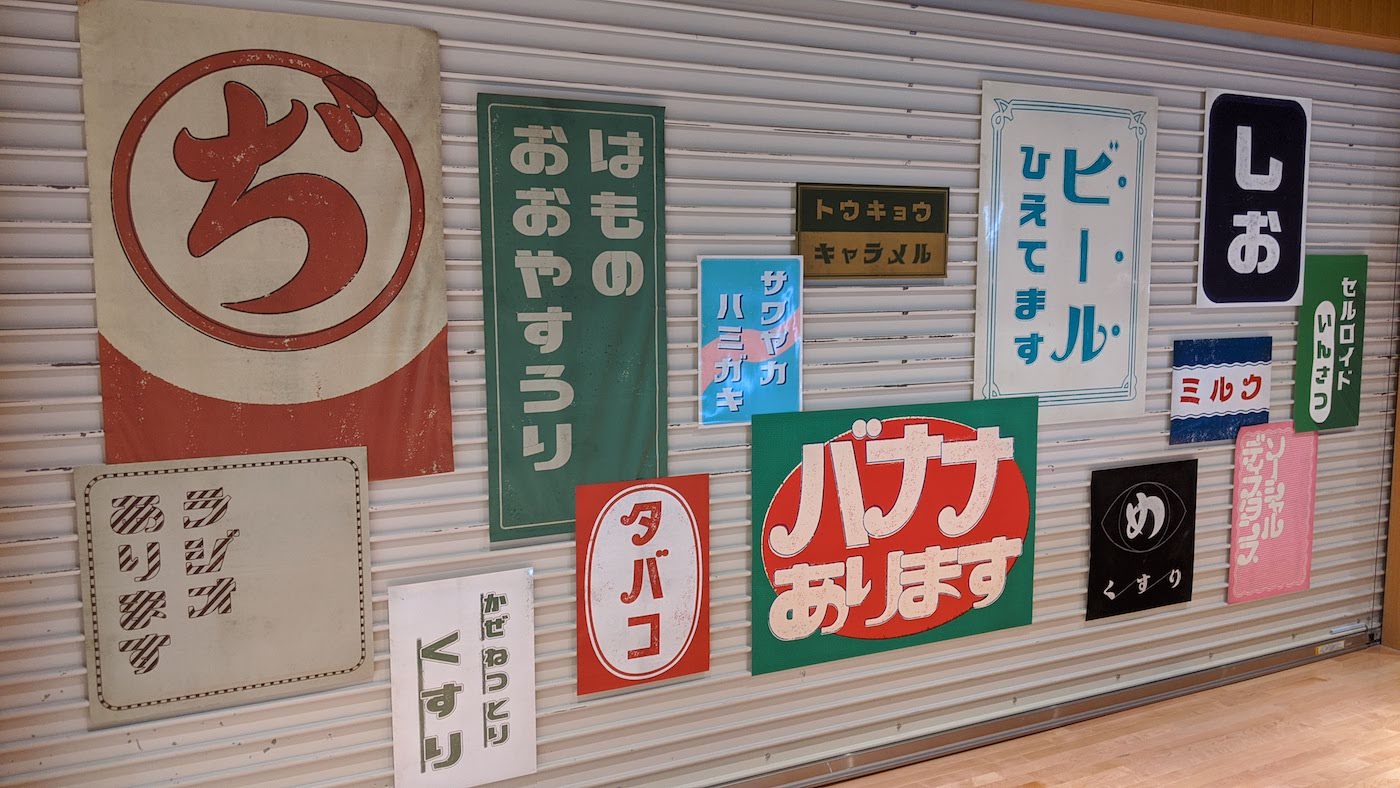 ぢ
はもの
おおやすうり
トウキョウ
キャラメル
サワヤカ
ハミガキ
ビール
ひえてます
しお
セルロイド
いんさつ
ミルク
ソーシャル
ディスタンス
め
くすり
バナナ
あります
タバコ
かぜねつとり
くすり
ラジオ
あります